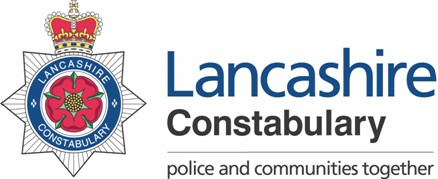 LANCASHIRE
CONSTABULARY
Lancashire
Constabulary
police and communities together